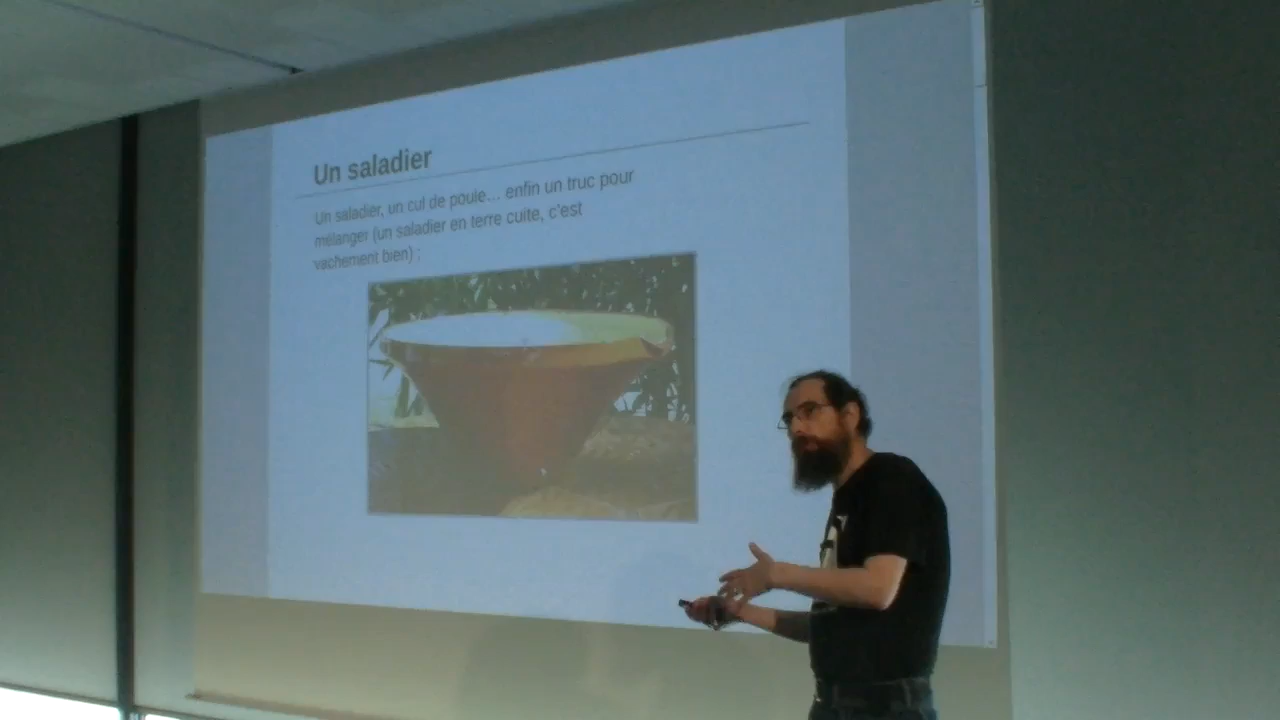 Un saladier
Un saladier, un cul de poule… enfin un truc pour
mélanger (un saladier en terre cuite, c'est
vachement bien) :